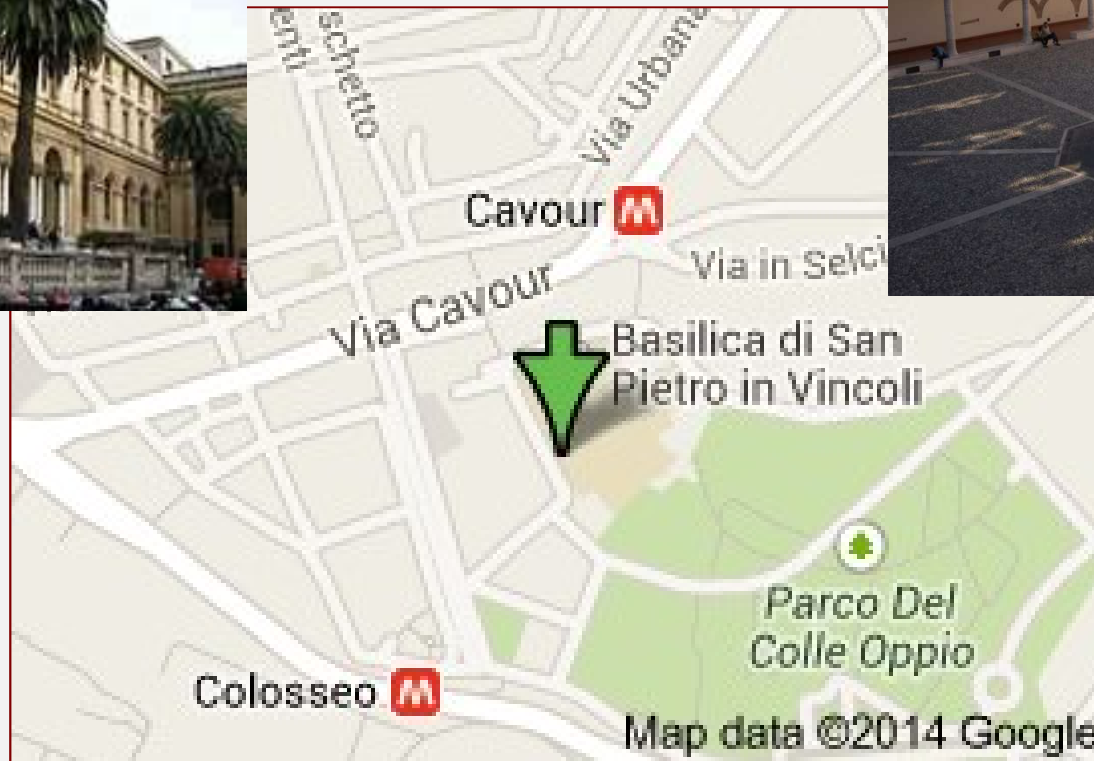 schetto
Via Urbana
Cavour M
Via in Selci
Via Cavour
Basilica di San
Pietro in Vincoli
Parco Del
Colle Oppio
Colosseo M
Map data ©2014 Google